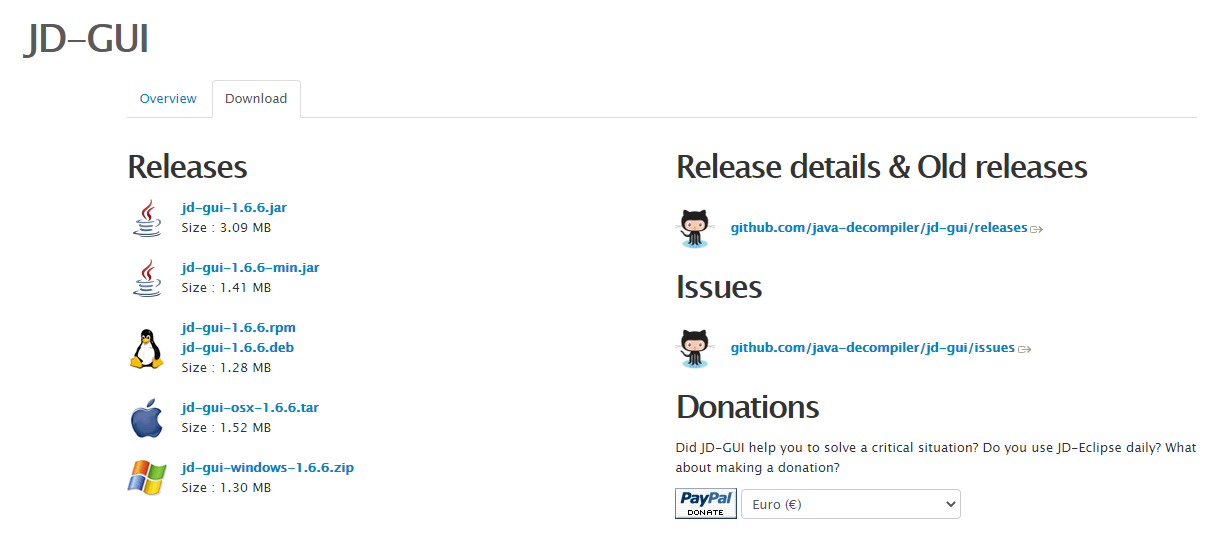 JD-GUI
Overview
Download
Releases
jd-gui-1.6.6.jar
Size : 3.09 MB
jd-gui-1.6.6-min.jar
Size : 1.41 MB
jd-gui-1.6.6.rpm
jd-gui-1.6.6.deb
Size : 1.28 MB
jd-gui-osx-1.6.6.tar
Size : 1.52 MB
jd-gui-windows-1.6.6.zip
Size : 1.30 MB
Release details & Old releases
github.com/java-decompiler/jd-gui/releases
Issues
github.com/java-decompiler/jd-gui/issues
Donations
Did JD-GUI help you to solve a critical situation? Do you use JD-Eclipse daily? What
about making a donation?
PayPal
DONATE
Euro (€)